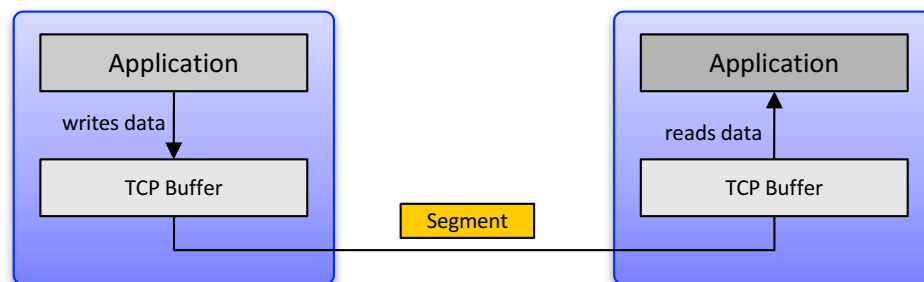 Application
Application
writes data
reads data
TCP Buffer
TCP Buffer
Segment